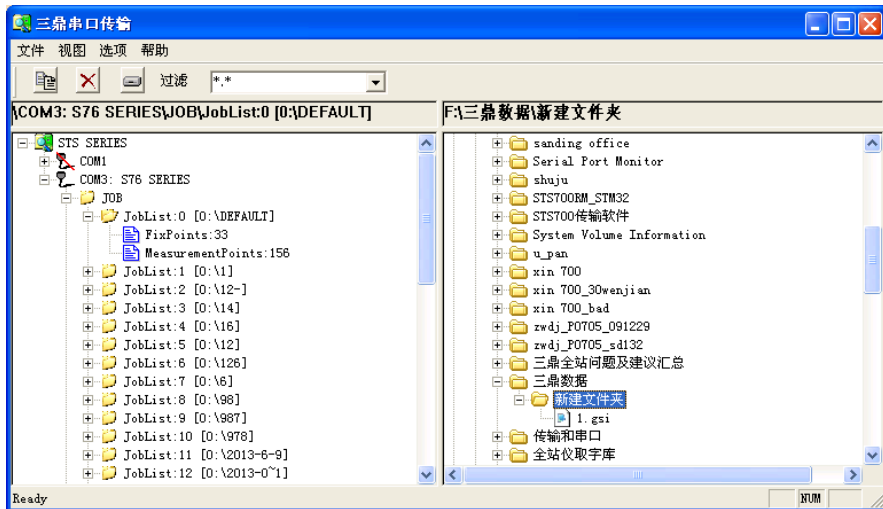 三鼎串口传输
文件 视图 选项 帮助
过滤 *.*
\COM3: S76 SERIES\JOB\JobList:0 [0:\DEFAULT]
STS SERIES
COM1
COM3: S76 SERIES
JOB
JobList:0 [0:\DEFAULT]
FixPoints:33
MeasurementPoints:156
JobList:1 [0:\1]
JobList:2 [0:\12-]
JobList:3 [0:\14]
JobList:4 [0:\16]
JobList:5 [0:\12]
JobList:6 [0:\126]
JobList:7 [0:\6]
JobList:8 [0:\98]
JobList:9 [0:\987]
JobList:10 [0:\978]
JobList:11 [0:\2013-6-9]
JobList:12 [0:\2013-0~1]
F:\三鼎数据\新建文件夹
sanding office
Serial Port Monitor
shuju
STS700RM_STM32
STS700传输软件
System Volume Information
u_pan
xin 700
xin 700_30wenjian
xin 700_bad
zwdj_P0705_091229
zwdj_P0705_sd132
三鼎全站问题及建议汇总
三鼎数据
新建文件夹
1.gsi
传输和串口
全站仪取字库
Ready
NUM